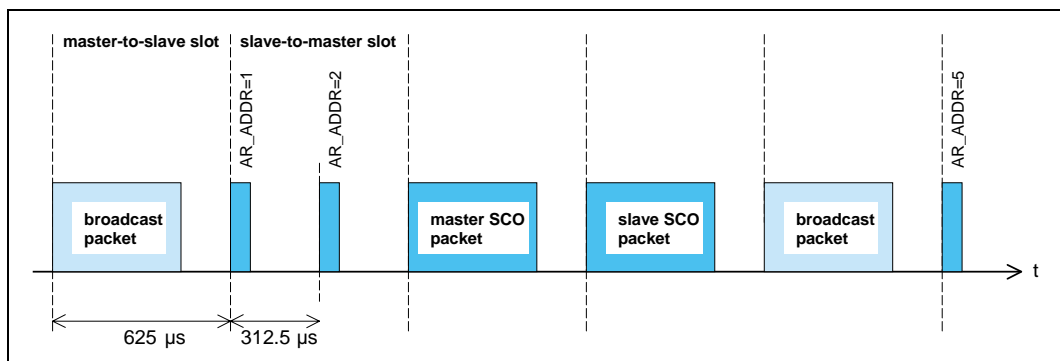 master-to-slave slot
slave-to-master slot
AR_ADDR=1
AR_ADDR=2
AR_ADDR=5
broadcast
packet
master SCO
packet
slave SCO
packet
broadcast
packet
t
625 µs
312.5 µs